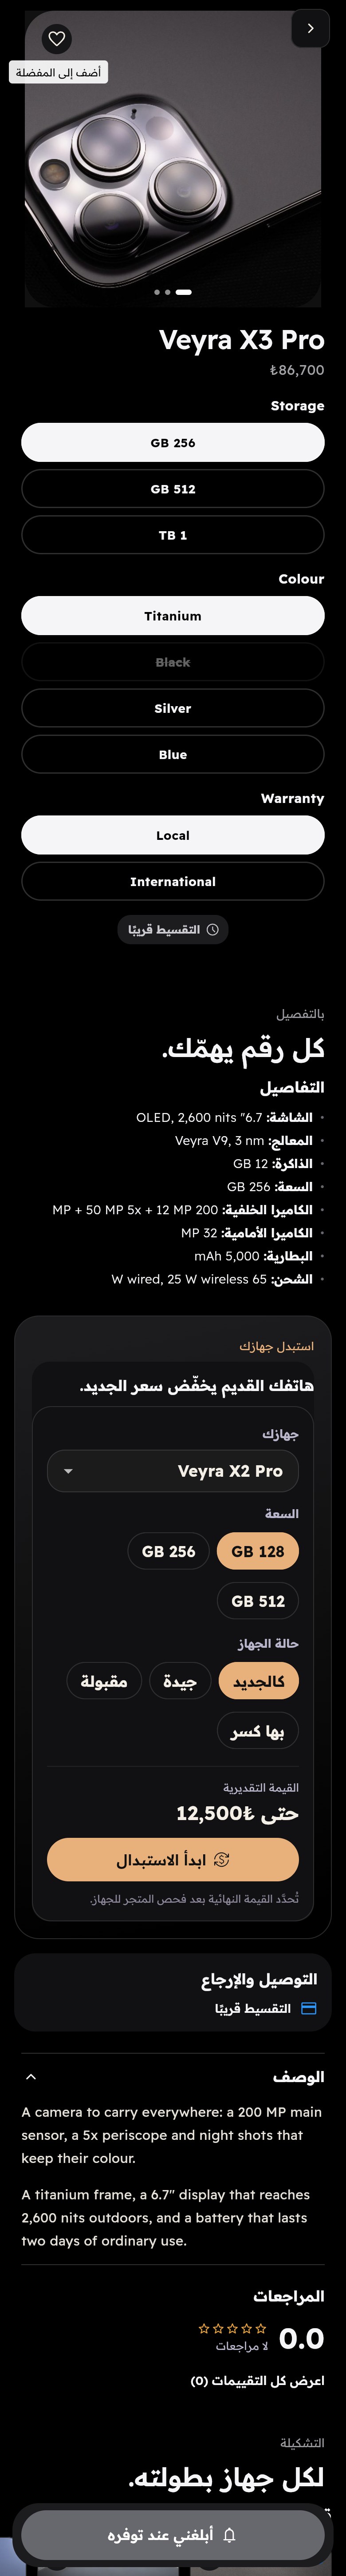 أضف إلى المفضلة
Veyra X3 Pro
₺86,700
Storage
GB 256
GB 512
TB 1
Colour
Titanium
Black
Silver
Blue
Warranty
Local
International
التقسيط قريبًا
بالتفصيل
كل رقم يهمّك.
التفاصيل
• الشاشة: 6.7″ OLED, 2,600 nits
• المعالج: Veyra V9, 3 nm
• الذاكرة: 12 GB
• السعة: 256 GB
• الكاميرا الخلفية: 200 MP + 50 MP 5x + 12 MP
• الكاميرا الأمامية: 32 MP
• البطارية: 5,000 mAh
• الشحن: 65 W wired, 25 W wireless
استبدل جهازك
هاتفك القديم يخفّض سعر الجديد.
جهازك
Veyra X2 Pro
السعة
128 GB
256 GB
512 GB
حالة الجهاز
كالجديد
جيدة
مقبولة
بها كسر
القيمة التقديرية
حتى ₺12,500
ابدأ الاستبدال
تُحدَّد القيمة النهائية بعد فحص المتجر للجهاز.
التوصيل والإرجاع
التقسيط قريبًا
الوصف
A camera to carry everywhere: a 200 MP main
sensor, a 5x periscope and night shots that
keep their colour.
A titanium frame, a 6.7″ display that reaches
2,600 nits outdoors, and a battery that lasts
two days of ordinary use.
المراجعات
0.0
لا مراجعات
اعرض كل التقييمات (0)
التشكيلة
لكل جهاز بطولته.
أبلغني عند توفره